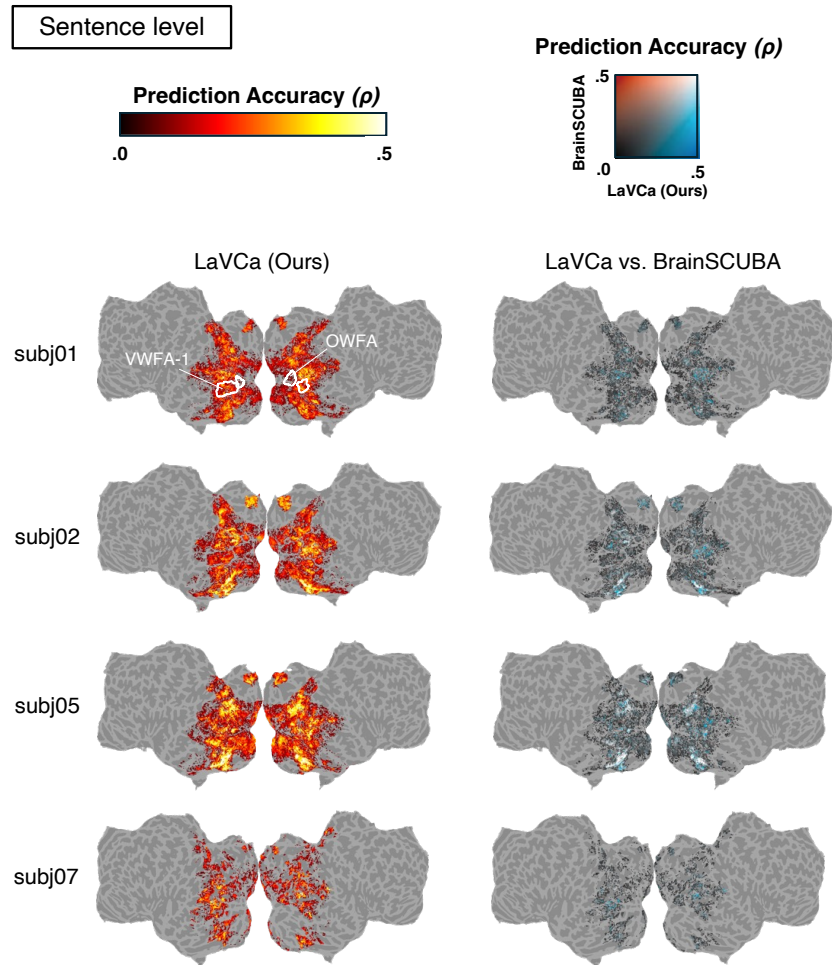 Sentence level
Prediction Accuracy (ρ)
.0
.5
Prediction Accuracy (ρ)
BrainSCUBA
.5
.0
.5
LaVCa (Ours)
LaVCa (Ours)
LaVCa vs. BrainSCUBA
subj01
VWFA-1
OWFA
subj02
subj05
subj07